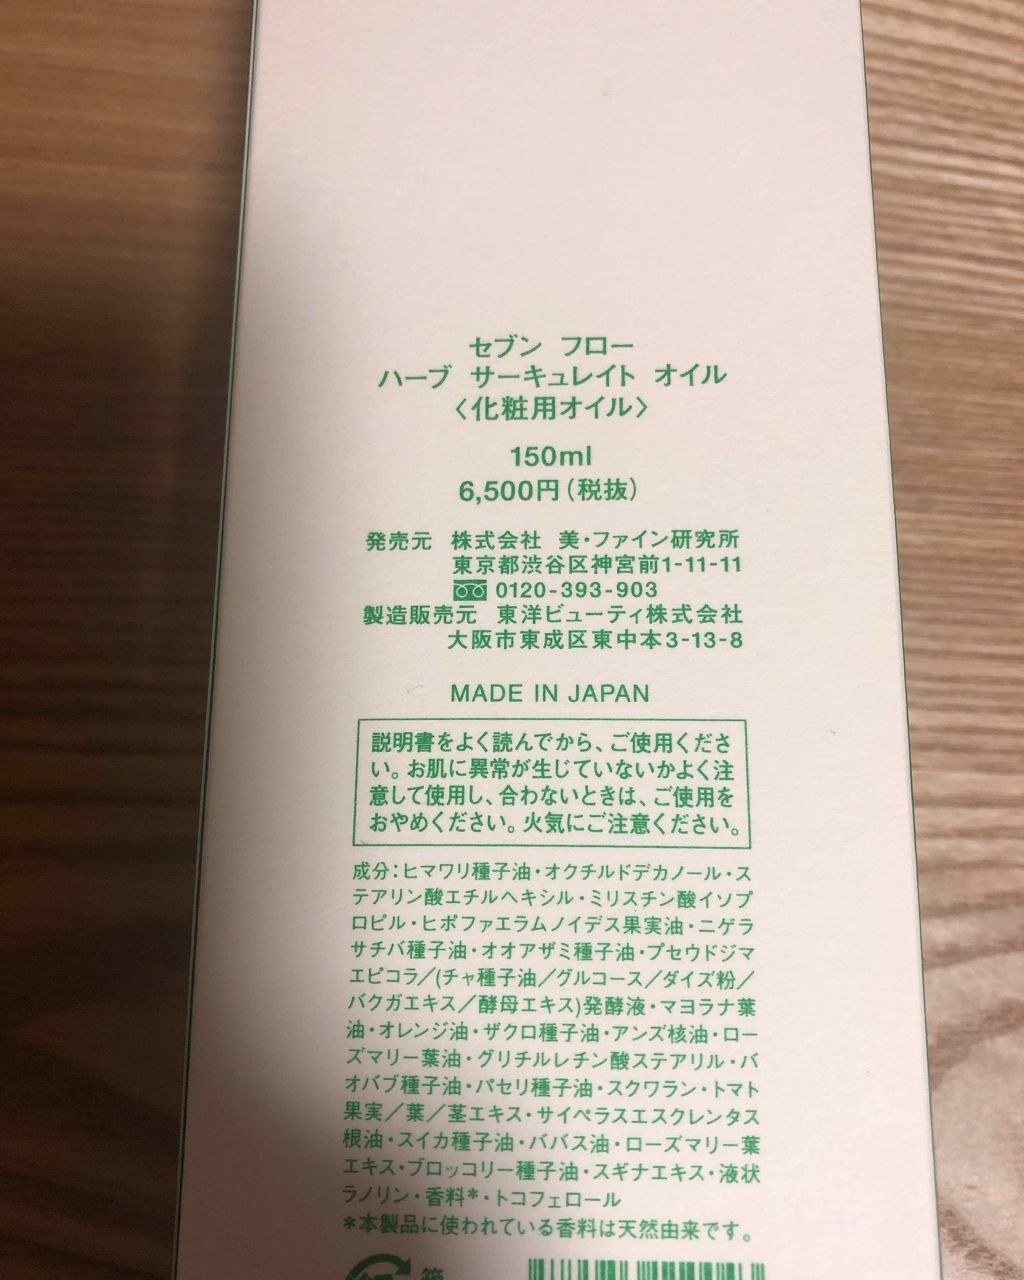 セブン フロー
ハーブ サーキュレイト オイル
〈化粧用オイル〉
150ml
6,500円(税抜)
発売元 株式会社 美・ファイン研究所
東京都渋谷区神宮前1-11-11
0120-393-903
製造販売元 東洋ビューティ株式会社
大阪市東成区東中本3-13-8
MADE IN JAPAN
説明書をよく読んでから、ご使用くださ
い。お肌に異常が生じていないかよく注
意して使用し、合わないときは、ご使用を
おやめください。火気にご注意ください。
成分:ヒマワリ種子油・オクチルドデカノール・ス
テアリン酸エチルヘキシル・ミリスチン酸イソプ
ロピル・ヒポファエラムノイデス果実油・ニゲラ
サチバ種子油・オオアザミ種子油・プセウドジマ
エピコラ/(チャ種子油/グルコース/ダイズ粉/
バクガエキス/酵母エキス)発酵液・マヨラナ葉
油・オレンジ油・ザクロ種子油・アンズ核油・ロー
ズマリー葉油・グリチルレチン酸ステアリル・バ
オバブ種子油・パセリ種子油・スクワラン・トマト
果実/葉/茎エキス・サイペラスエスクレンタス
根油・スイカ種子油・ババス油・ローズマリー葉
エキス・ブロッコリー種子油・スギナエキス・液状
ラノリン・香料*・トコフェロール
*本製品に使われている香料は天然由来です。